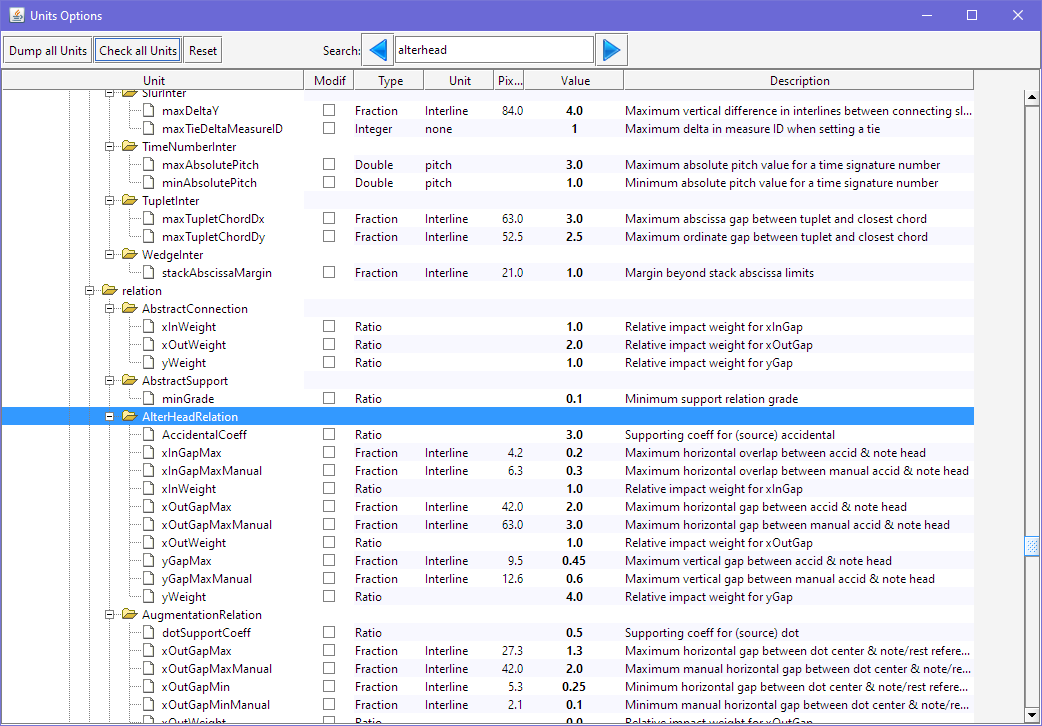 Units Options
Dump all Units Check all Units Reset Search: alterhead
Unit Modif Type Unit Pix... Value Description
SlurInter
maxDeltaY Fraction Interline 84.0 4.0 Maximum vertical difference in interlines between connecting sl...
maxTieDeltaMeasureID Integer none 1 Maximum delta in measure ID when setting a tie
TimeNumberInter
maxAbsolutePitch Double pitch 3.0 Maximum absolute pitch value for a time signature number
minAbsolutePitch Double pitch 1.0 Minimum absolute pitch value for a time signature number
TupletInter
maxTupletChordDx Fraction Interline 63.0 3.0 Maximum abscissa gap between tuplet and closest chord
maxTupletChordDy Fraction Interline 52.5 2.5 Maximum ordinate gap between tuplet and closest chord
WedgeInter
stackAbscissaMargin Fraction Interline 21.0 1.0 Margin beyond stack abscissa limits
relation
AbstractConnection
xInWeight Ratio 1.0 Relative impact weight for xInGap
xOutWeight Ratio 2.0 Relative impact weight for xOutGap
yWeight Ratio 1.0 Relative impact weight for yGap
AbstractSupport
minGrade Ratio 0.1 Minimum support relation grade
AlterHeadRelation
AccidentalCoeff Ratio 3.0 Supporting coeff for (source) accidental
xInGapMax Fraction Interline 4.2 0.2 Maximum horizontal overlap between accid & note head
xInGapMaxManual Fraction Interline 6.3 0.3 Maximum horizontal overlap between manual accid & note head
xInWeight Ratio 1.0 Relative impact weight for xInGap
xOutGapMax Fraction Interline 42.0 2.0 Maximum horizontal gap between accid & note head
xOutGapMaxManual Fraction Interline 63.0 3.0 Maximum horizontal gap between manual accid & note head
xOutWeight Ratio 1.0 Relative impact weight for xOutGap
yGapMax Fraction Interline 9.5 0.45 Maximum vertical gap between accid & note head
yGapMaxManual Fraction Interline 12.6 0.6 Maximum vertical gap between manual accid & note head
yWeight Ratio 4.0 Relative impact weight for yGap
AugmentationRelation
dotSupportCoeff Ratio 0.5 Supporting coeff for (source) dot
xOutGapMax Fraction Interline 27.3 1.3 Maximum horizontal gap between dot center & note/rest refere...
xOutGapMaxManual Fraction Interline 42.0 2.0 Maximum manual horizontal gap between dot center & note/re...
xOutGapMin Fraction Interline 5.3 0.25 Minimum horizontal gap between dot center & note/rest refere...
xOutGapMinManual Fraction Interline 2.1 0.1 Minimum manual horizontal gap between dot center & note/re...
xOutWeight Ratio 0.0 Relative impact weight for xOutGap